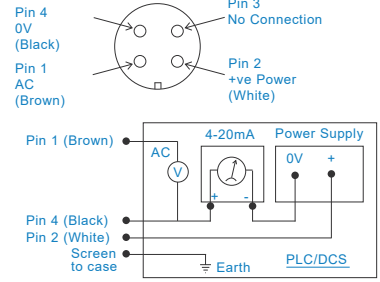 Pin 4
0V
(Black)
Pin 3
No Connection
Pin 1
AC
(Brown)
Pin 2
+ve Power
(White)
Pin 1 (Brown)
AC
V
4-20mA
+ -
Power Supply
0V +
Pin 4 (Black)
Pin 2 (White)
Screen
to case
Earth
PLC/DCS